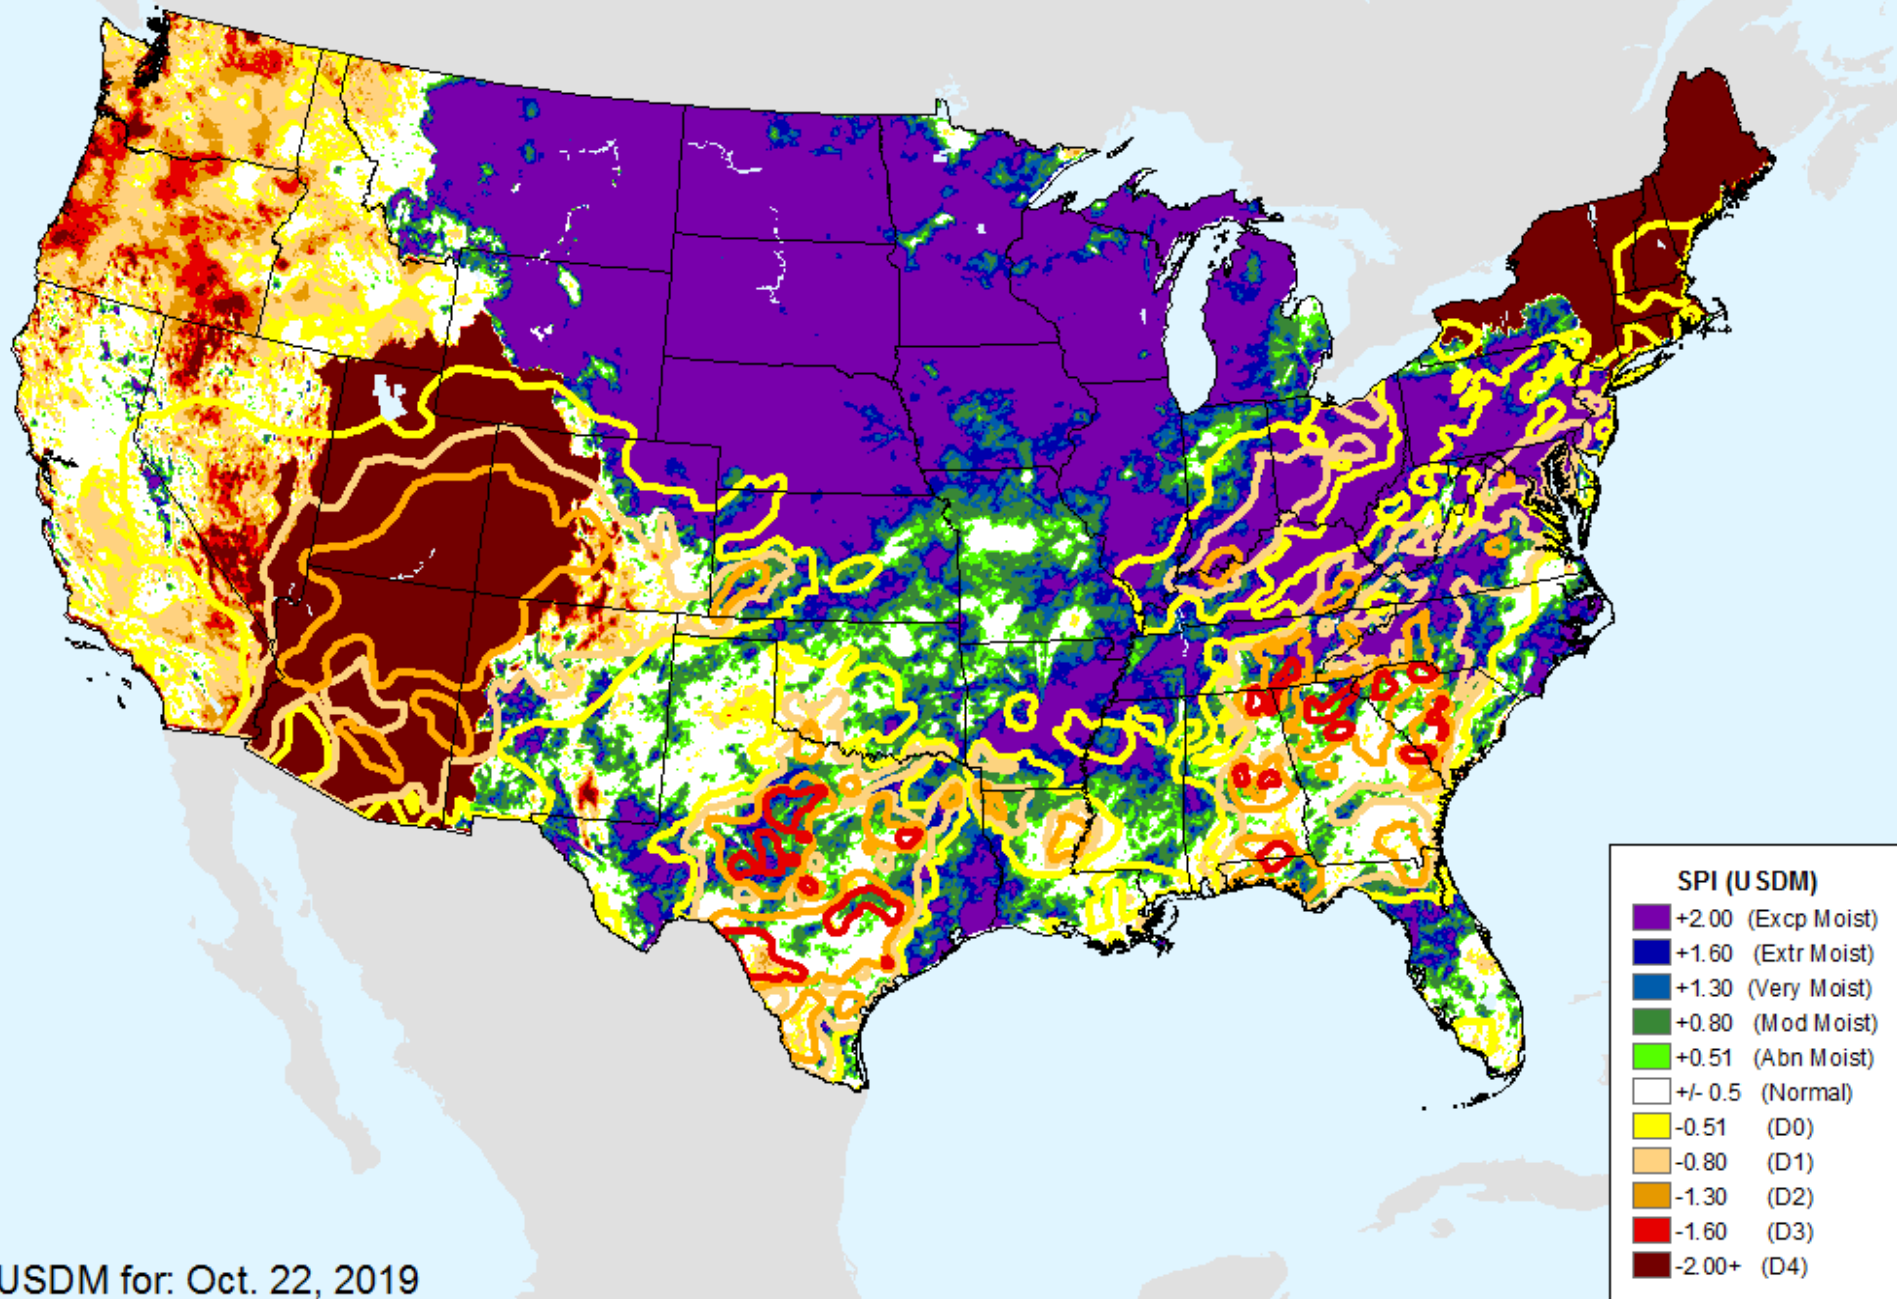 SPI (USDM)
+2.00 (Excp Moist)
+1.60 (Extr Moist)
+1.30 (Very Moist)
+0.80 (Mod Moist)
+0.51 (Abn Moist)
+/- 0.5 (Normal)
-0.51 (D0)
-0.80 (D1)
-1.30 (D2)
-1.60 (D3)
-2.00+ (D4)
USDM for: Oct. 22, 2019